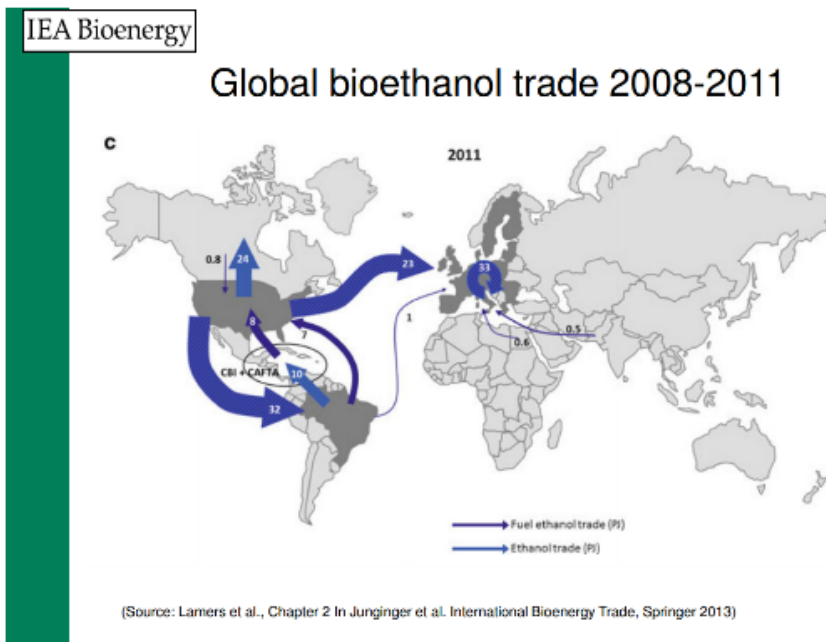 IEA Bioenergy
Global bioethanol trade 2008-2011
c
2011
0.8
24
23
33
8
7
1
0.5
0.6
CBI + CAFTA
10
32
Fuel ethanol trade (PJ)
Ethanol trade (PJ)
(Source: Lamers et al., Chapter 2 In Junginger et al. International Bioenergy Trade, Springer 2013)